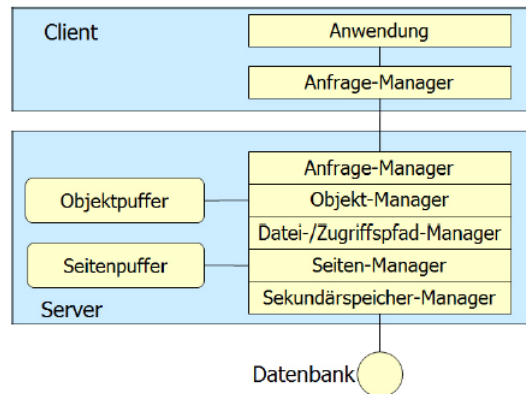 Client
Anwendung
Anfrage-Manager
Anfrage-Manager
Objektpuffer
Objekt-Manager
Datei-/Zugriffspfad-Manager
Seitenpuffer
Seiten-Manager
Sekundärspeicher-Manager
Server
Datenbank